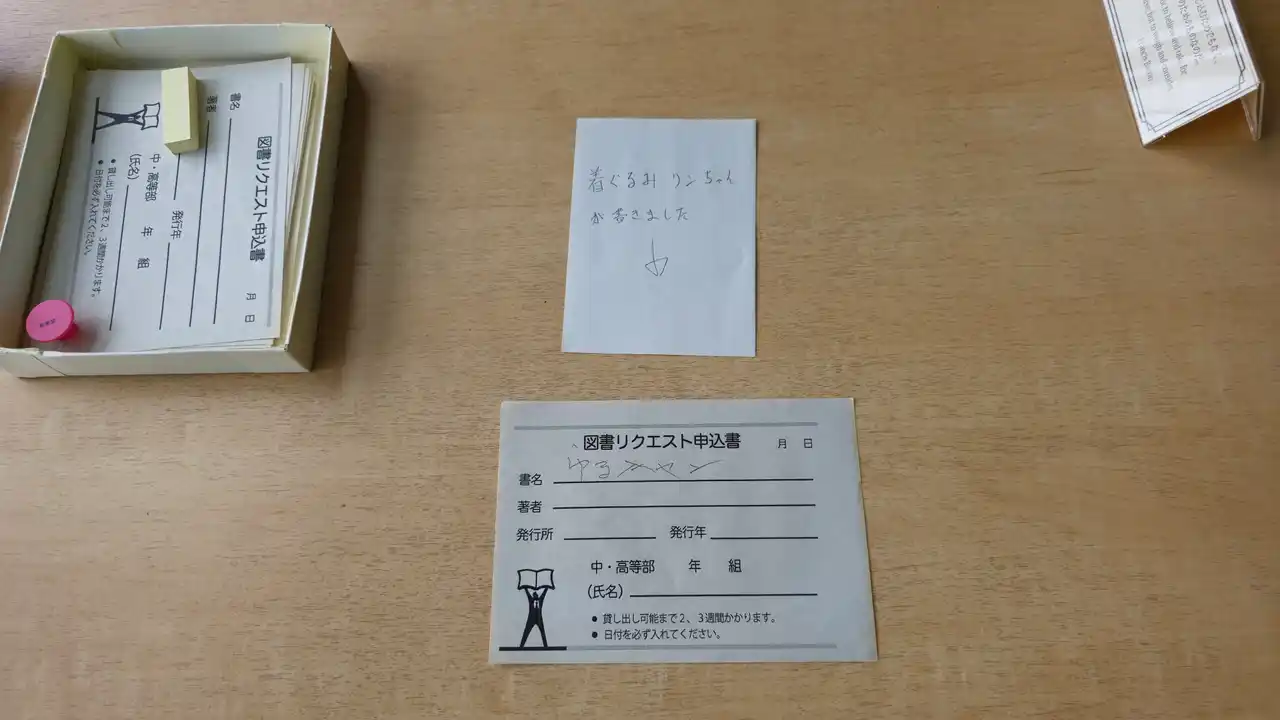 着ぐるみ リンちゃん
が書きました
↓
図書リクエスト申込書 月 日
書名 ゆるキャン
著者
発行所 発行年
中・高等部 年 組
(氏名)
● 貸し出し可能まで2、3週間かかります。
● 日付を必ず入れてください。
図書リクエスト申込書 月 日
書名
著者
発行年
中・高等部 年 組
(氏名)
● 貸し出し可能まで2、3週間かかります。
● 日付を必ず入れてください。